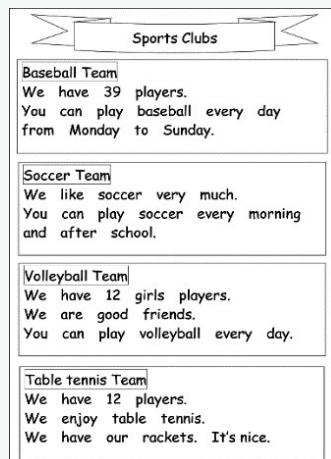 Sports Clubs
Baseball Team
We have 39 players.
You can play baseball every day
from Monday to Sunday.
Soccer Team
We like soccer very much.
You can play soccer every morning
and after school.
Volleyball Team
We have 12 girls players.
We are good friends.
You can play volleyball every day.
Table tennis Team
We have 12 players.
We enjoy table tennis.
We have our rackets. It's nice.